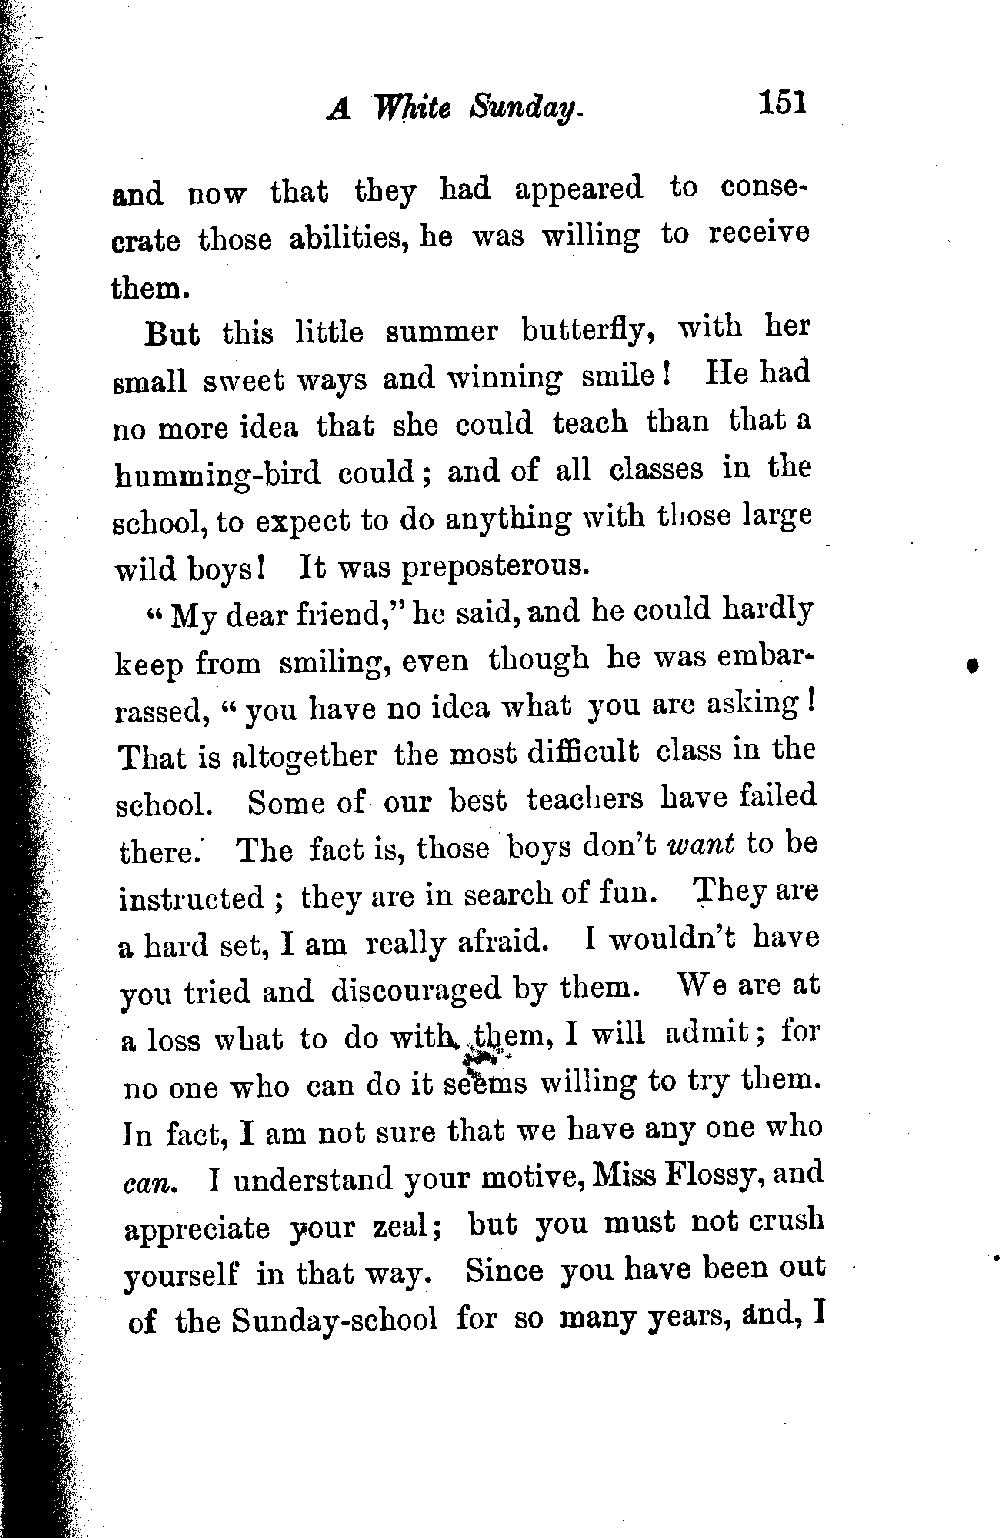 A White Sunday. 151
and now that they had appeared to conse-
crate those abilities, he was willing to receive
them.
But this little summer butterfly, with her
small sweet ways and winning smile! He had
no more idea that she could teach than that a
humming-bird could; and of all classes in the
school, to expect to do anything with those large
wild boys! It was preposterous.
"My dear friend," he said, and he could hardly
keep from smiling, even though he was embar-
rassed, "you have no idea what you are asking!
That is altogether the most difficult class in the
school. Some of our best teachers have failed
there. The fact is, those boys don't want to be
instructed; they are in search of fun. They are
a hard set, I am really afraid. I wouldn't have
you tried and discouraged by them. We are at
a loss what to do with them, I will admit; for
no one who can do it seems willing to try them.
In fact, I am not sure that we have any one who
can. I understand your motive, Miss Flossy, and
appreciate your zeal; but you must not crush
yourself in that way. Since you have been out
of the Sunday-school for so many years, and, I